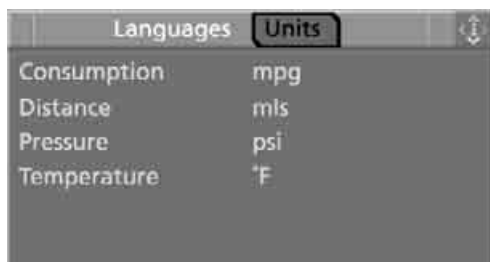 Languages Units
Consumption mpg
Distance mls
Pressure psi
Temperature °F